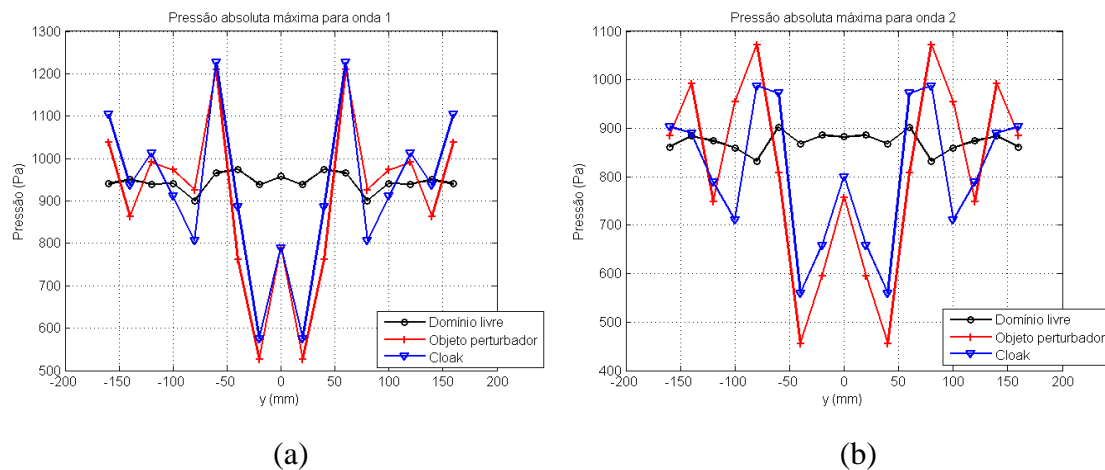 Pressão absoluta máxima para onda 1
1300
1200
1100
1000
900
800
700
600
500
-200
-150
-100
-50
0
50
100
150
200
Pressão (Pa)
y (mm)
Domínio livre
Objeto perturbador
Cloak
(a)
Pressão absoluta máxima para onda 2
1100
1000
900
800
700
600
500
400
-200
-150
-100
-50
0
50
100
150
200
Pressão (Pa)
y (mm)
Domínio livre
Objeto perturbador
Cloak
(b)